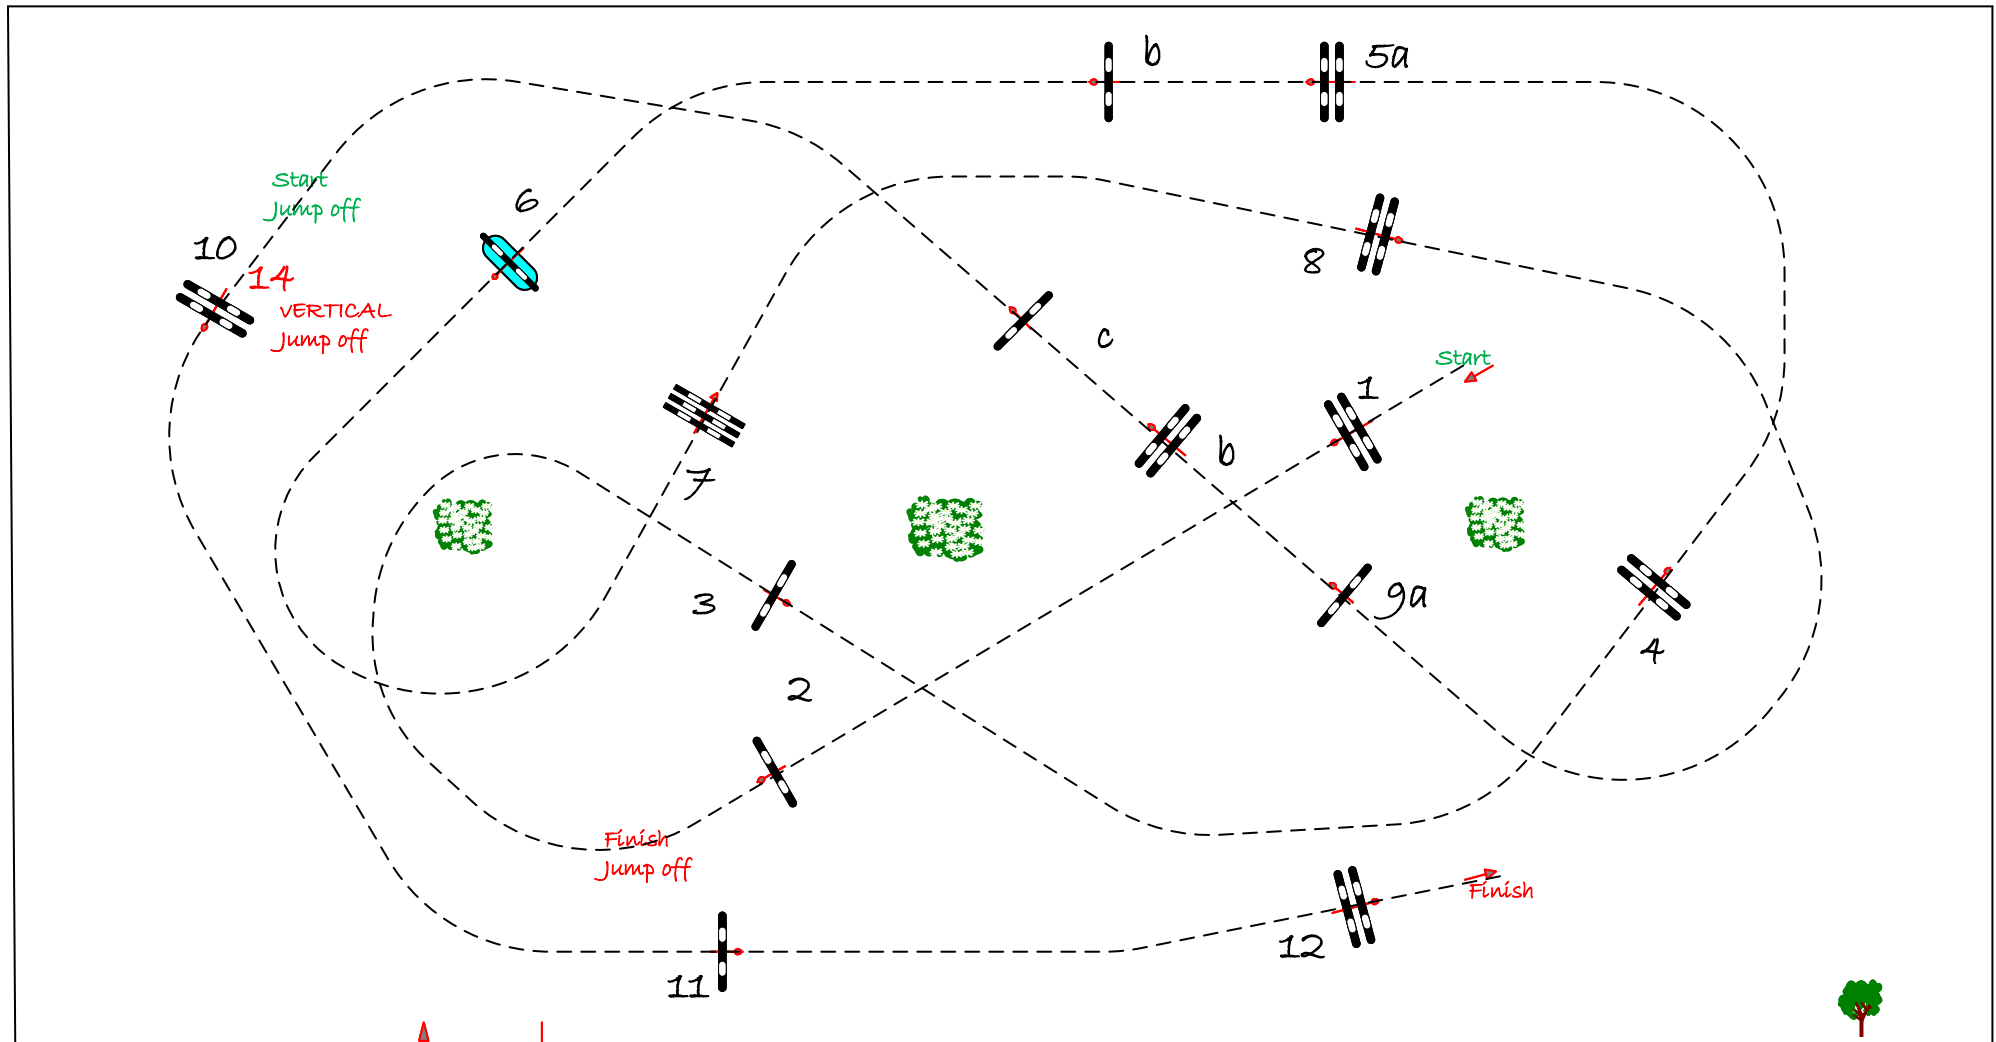 b
5a
Start
Jump off
6
10
14
VERTICAL
Jump off
8
c
Start
1
b
7
9a
3
4
2
Finish
Jump off
Finish
12
11